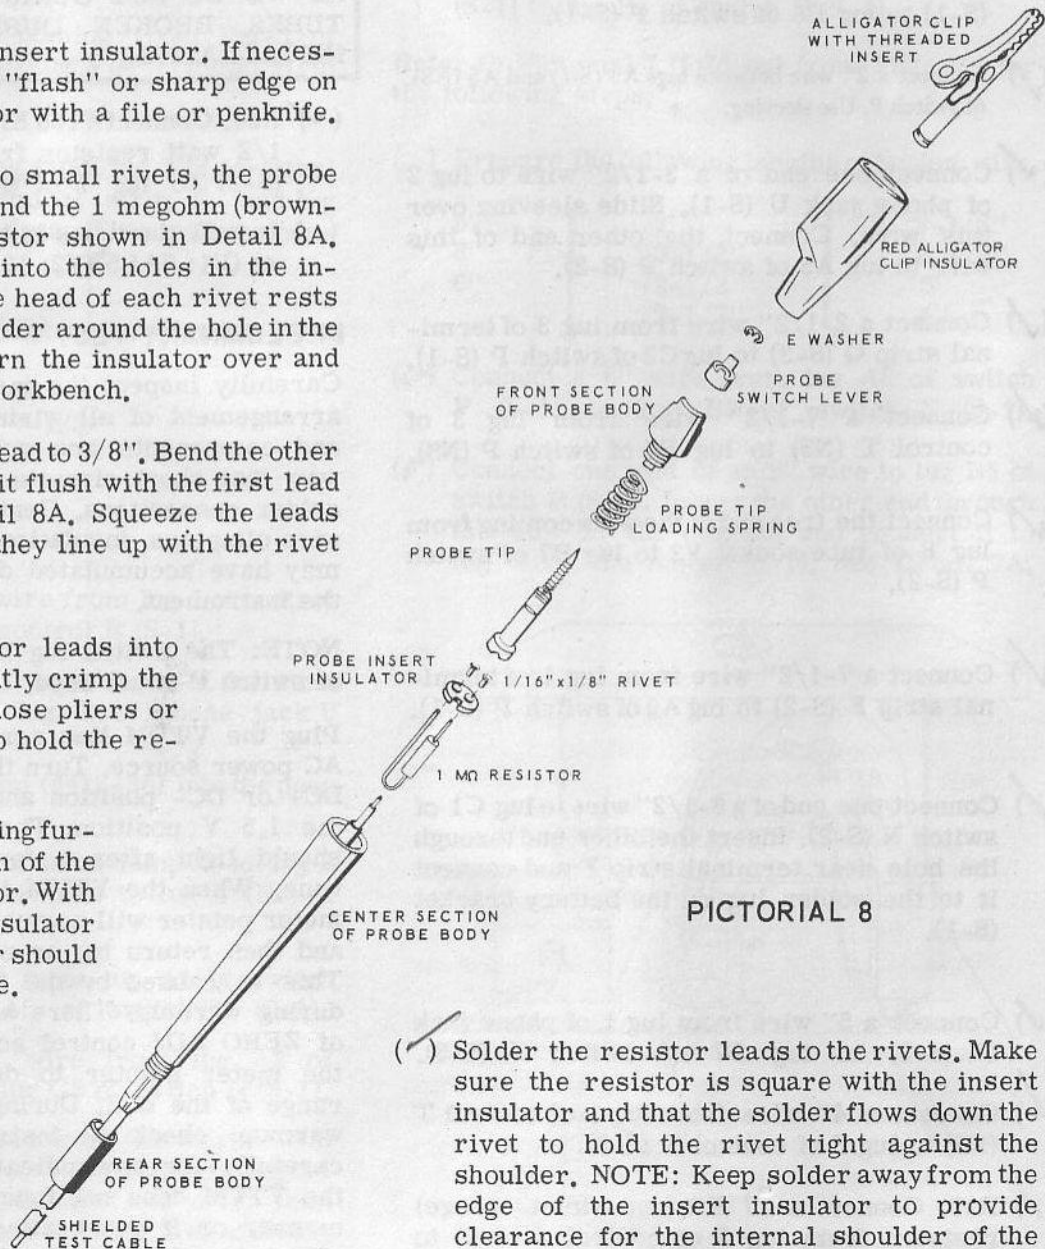 nsert insulator. If neces-
"flash" or sharp edge on
or with a file or penknife.
o small rivets, the probe
nd the 1 megohm (brown-
istor shown in Detail 8A.
into the holes in the in-
e head of each rivet rests
lder around the hole in the
rn the insulator over and
workbench.
lead to 3/8". Bend the other
it flush with the first lead
ail 8A. Squeeze the leads
they line up with the rivet
or leads into
tly crimp the
nose pliers or
o hold the re-
ing fur-
n of the
or. With
sulator
r should
e.
ALLIGATOR CLIP
WITH THREADED
INSERT
RED ALLIGATOR
CLIP INSULATOR
E WASHER
PROBE
SWITCH LEVER
FRONT SECTION
OF PROBE BODY
PROBE TIP
LOADING SPRING
PROBE TIP
PROBE INSERT
INSULATOR
1/16"x1/8" RIVET
1 MΩ RESISTOR
CENTER SECTION
OF PROBE BODY
REAR SECTION
OF PROBE BODY
SHIELDED
TEST CABLE
PICTORIAL 8
(✓) Solder the resistor leads to the rivets. Make
sure the resistor is square with the insert
insulator and that the solder flows down the
rivet to hold the rivet tight against the
shoulder. NOTE: Keep solder away from the
edge of the insert insulator to provide
clearance for the internal shoulder of the